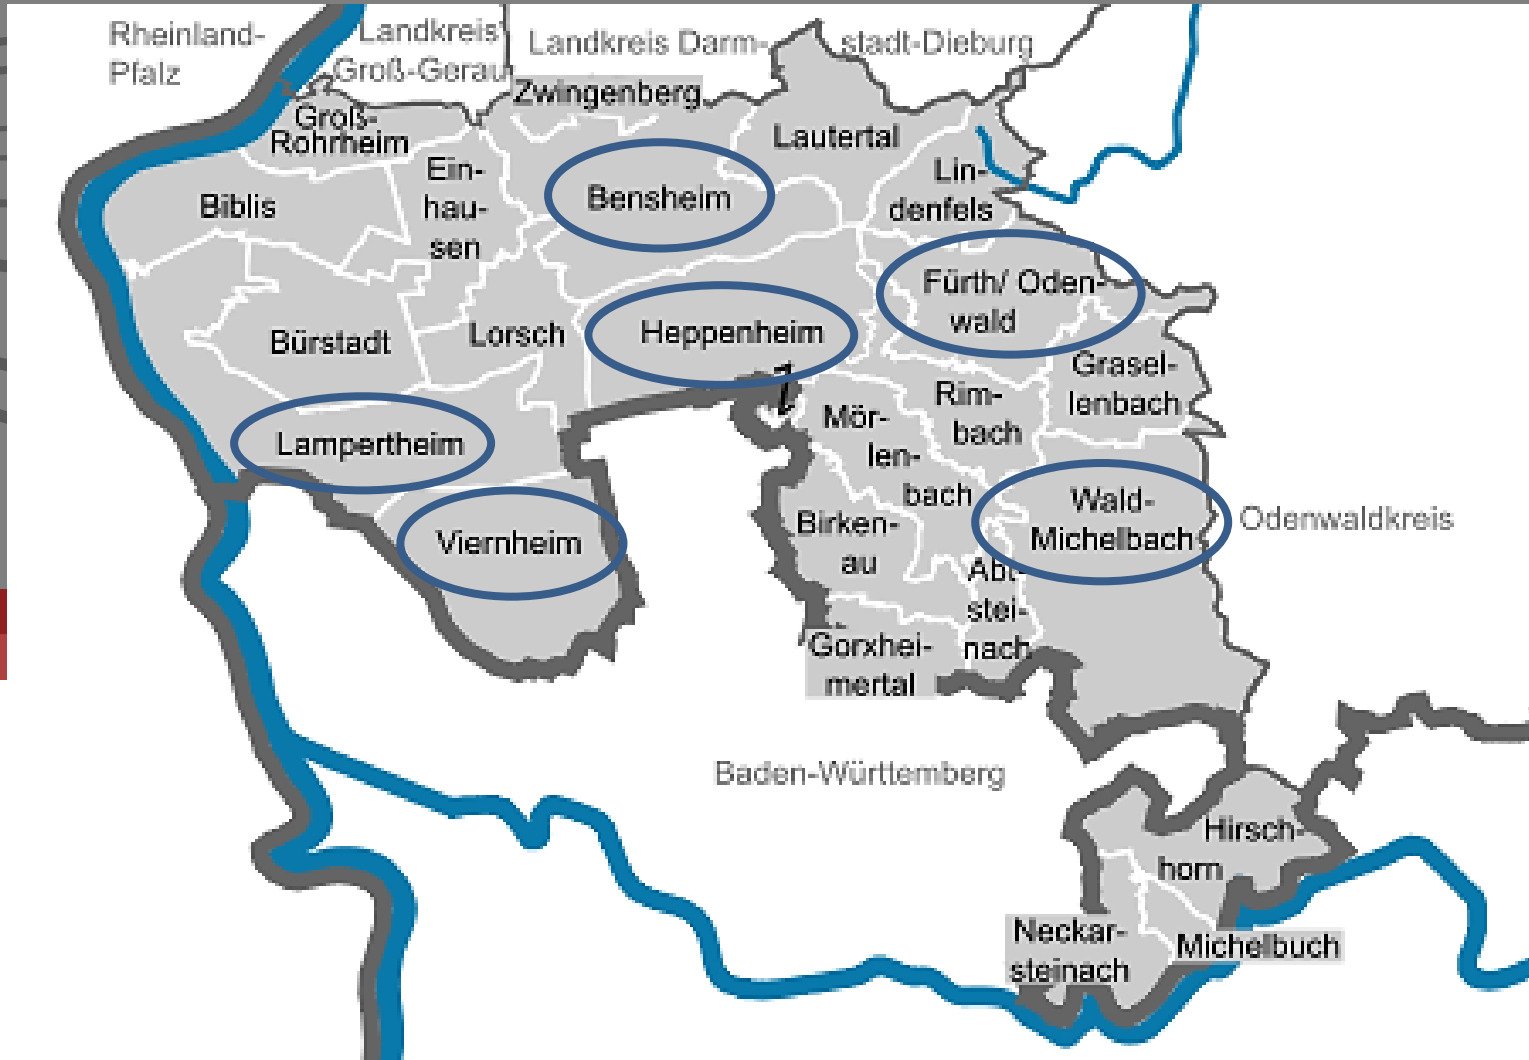 Rheinland-
Pfalz
Landkreis
Groß-Gerau
Landkreis Darm-
stadt-Dieburg
Zwingenberg
Groß-
Rohrheim
Lautertal
Ein-
hau-
sen
Biblis
Bensheim
Lin-
denfels
Fürth/ Oden-
wald
Bürstadt
Lorsch
Heppenheim
Grasel-
lenbach
Rim-
bach
Mör-
len-
bach
Lampertheim
Viernheim
Birken-
au
Wald-
Michelbach
Odenwaldkreis
Abt-
stei-
nach
Gorxhei-
mertal
Baden-Württemberg
Hirsch-
horn
Neckar-
steinach
Michelbuch